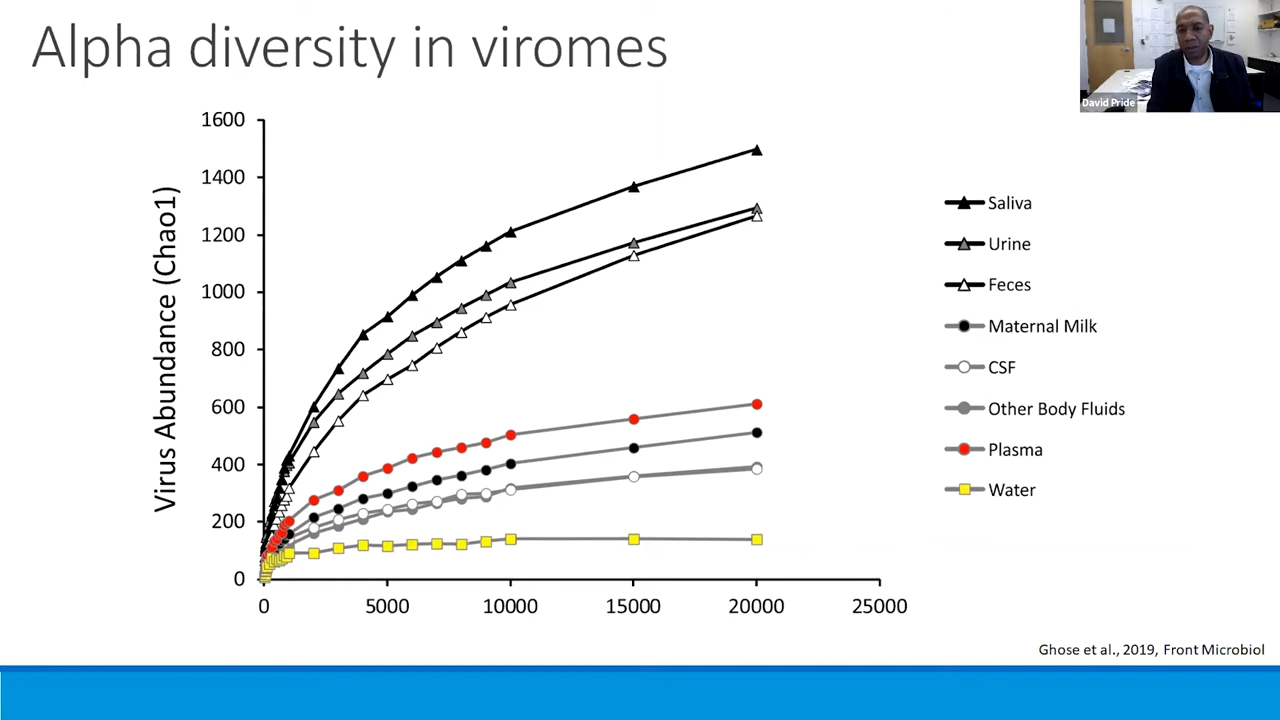 Alpha diversity in viromes
David Pride
Virus Abundance (Chao1)
1600
1400
1200
1000
800
600
400
200
0
0 5000 10000 15000 20000 25000
Saliva
Urine
Feces
Maternal Milk
CSF
Other Body Fluids
Plasma
Water
Ghose et al., 2019, Front Microbiol